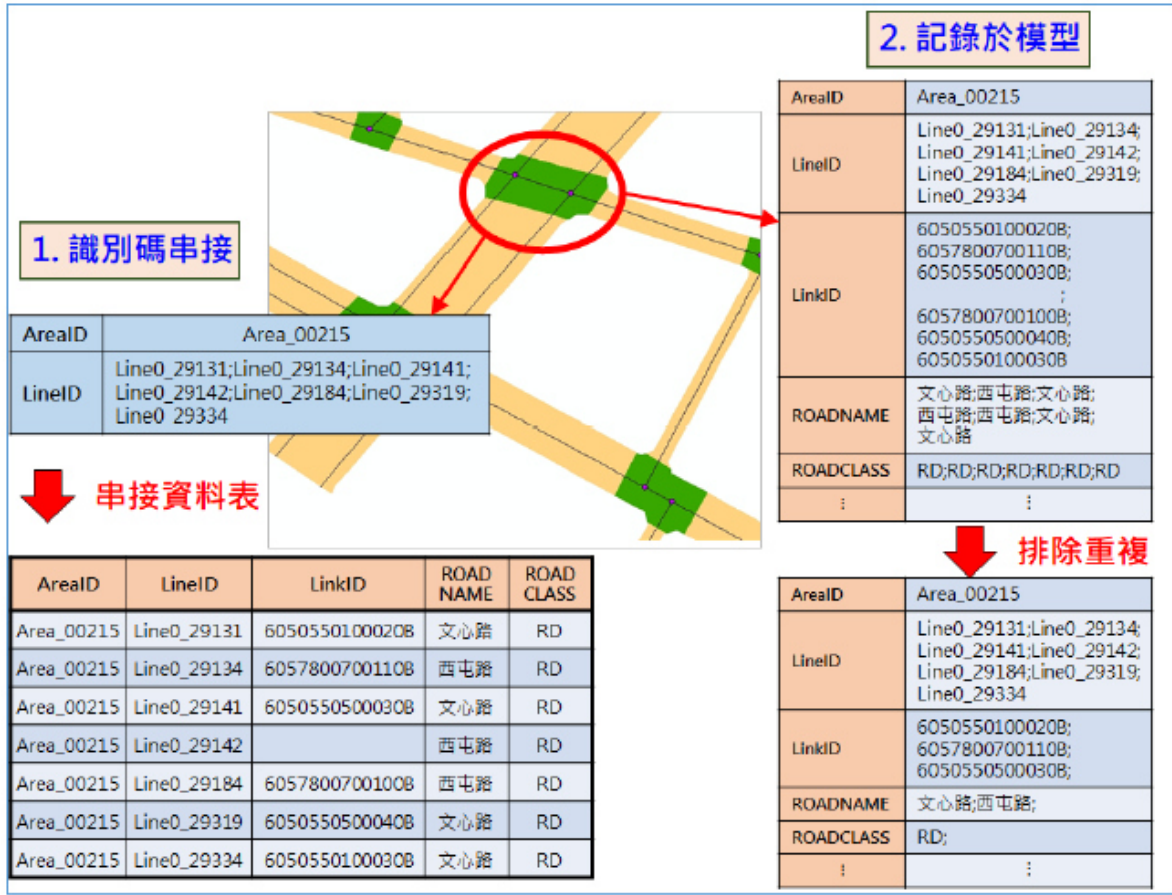 1. 識別碼串接
AreaID Area_00215
LineID
Line0_29131;Line0_29134;Line0_29141;
Line0_29142;Line0_29184;Line0_29319;
Line0_29334
串接資料表
AreaID LineID LinkID ROAD NAME ROAD CLASS
Area_00215 Line0_29131 6050550100020B 文心路 RD
Area_00215 Line0_29134 6057800700110B 西屯路 RD
Area_00215 Line0_29141 6050550500030B 文心路 RD
Area_00215 Line0_29142 西屯路 RD
Area_00215 Line0_29184 6057800700100B 西屯路 RD
Area_00215 Line0_29319 6050550500040B 文心路 RD
Area_00215 Line0_29334 6050550100030B 文心路 RD
2. 記錄於模型
AreaID Area_00215
LineID
Line0_29131;Line0_29134;
Line0_29141;Line0_29142;
Line0_29184;Line0_29319;
Line0_29334
LinkID
6050550100020B;
6057800700110B;
6050550500030B;
;
6057800700100B;
6050550500040B;
6050550100030B
ROADNAME
文心路;西屯路;文心路;
西屯路;西屯路;文心路;
文心路
ROADCLASS RD;RD;RD;RD;RD;RD;RD
⋮ ⋮
排除重複
AreaID Area_00215
LineID
Line0_29131;Line0_29134;
Line0_29141;Line0_29142;
Line0_29184;Line0_29319;
Line0_29334
LinkID
6050550100020B;
6057800700110B;
6050550500030B;
ROADNAME 文心路;西屯路;
ROADCLASS RD;
⋮ ⋮